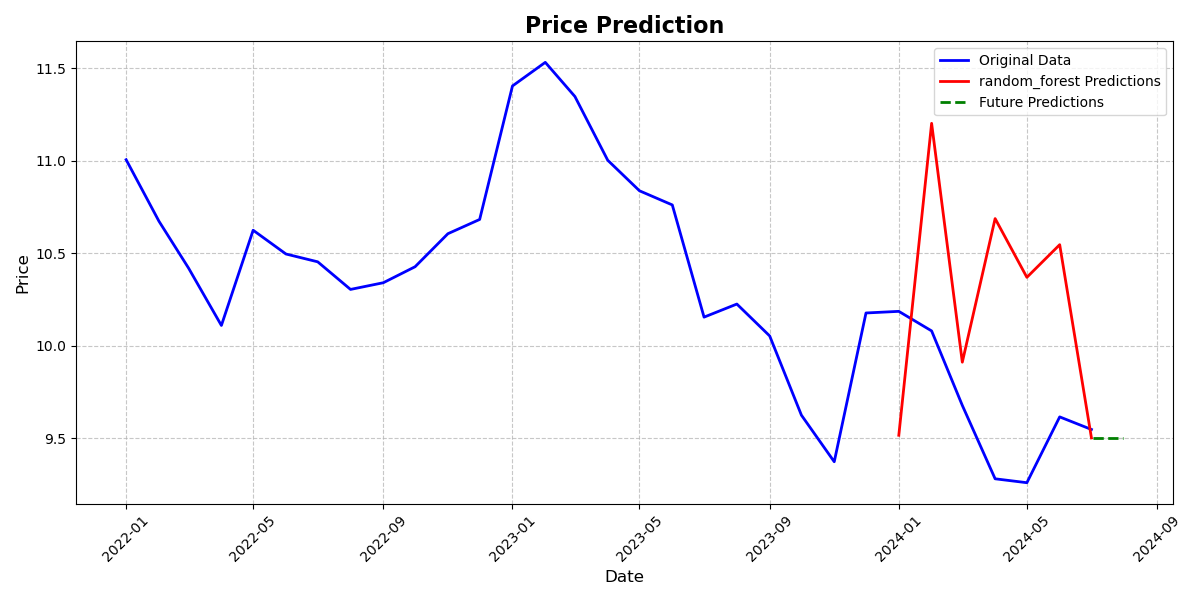 Price Prediction
Original Data
random_forest Predictions
Future Predictions
Price
11.5
11.0
10.5
10.0
9.5
2022-01
2022-05
2022-09
2023-01
2023-05
2023-09
2024-01
2024-05
2024-09
Date